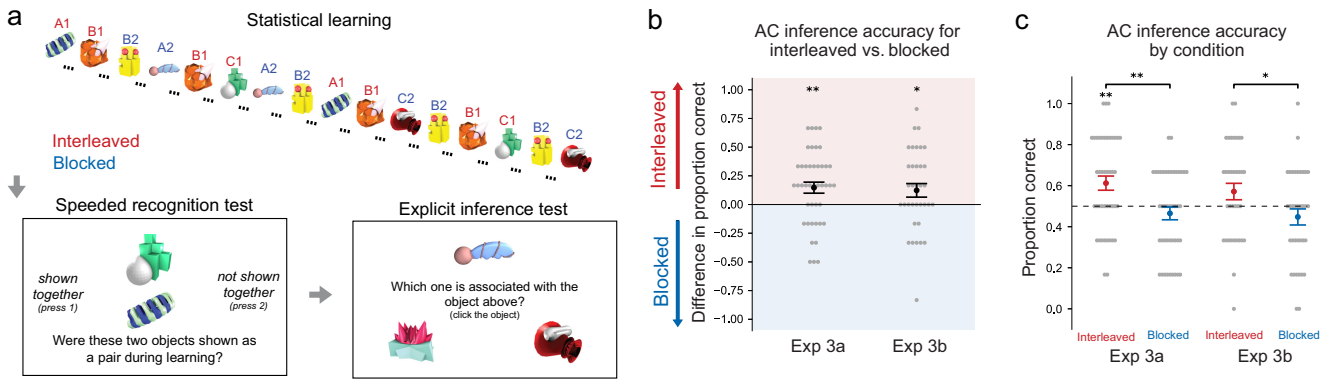 a
Statistical learning
A1
B1
B2
A2
B1
C1
A2
B2
A1
B1
C2
B2
B1
C1
B2
C2
...
...
...
...
...
...
...
...
Interleaved
Blocked
Speeded recognition test
shown
together
(press 1)
not shown
together
(press 2)
Were these two objects shown as
a pair during learning?
Explicit inference test
Which one is associated with the
object above?
(click the object)
b
AC inference accuracy for
interleaved vs. blocked
Interleaved
Blocked
Difference in proportion correct
1.00
0.75
0.50
0.25
0.00
−0.25
−0.50
−0.75
−1.00
**
*
Exp 3a
Exp 3b
c
AC inference accuracy
by condition
Proportion correct
1.0
0.8
0.6
0.4
0.2
0.0
**
**
*
Interleaved
Blocked
Interleaved
Blocked
Exp 3a
Exp 3b